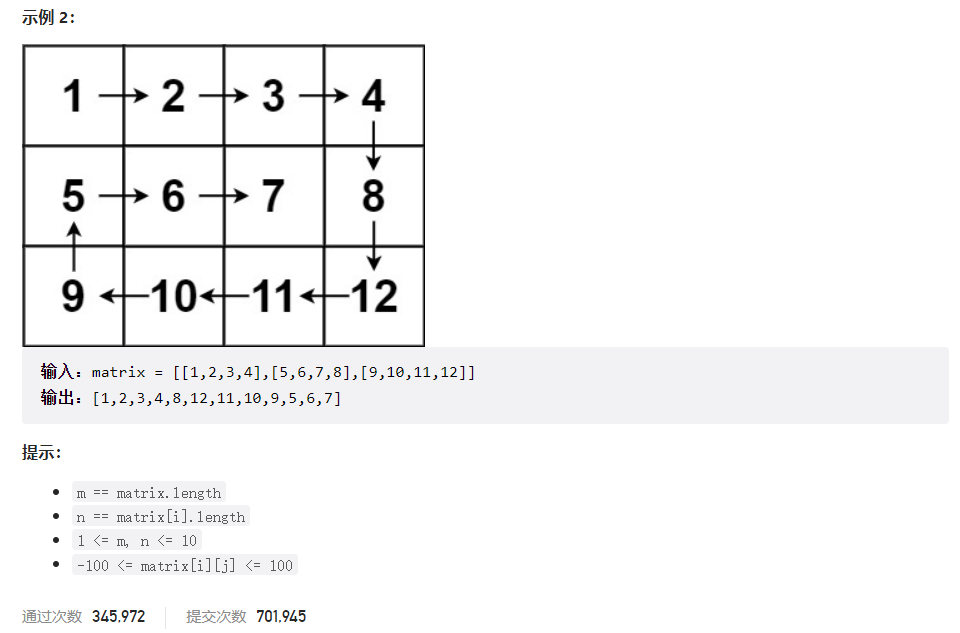 示例 2：
1 2 3 4
5 6 7 8
9 10 11 12
输入：matrix = [[1,2,3,4],[5,6,7,8],[9,10,11,12]]
输出：[1,2,3,4,8,12,11,10,9,5,6,7]
提示：
m == matrix.length
n == matrix[i].length
1 <= m, n <= 10
-100 <= matrix[i][j] <= 100
通过次数 345,972 提交次数 701,945